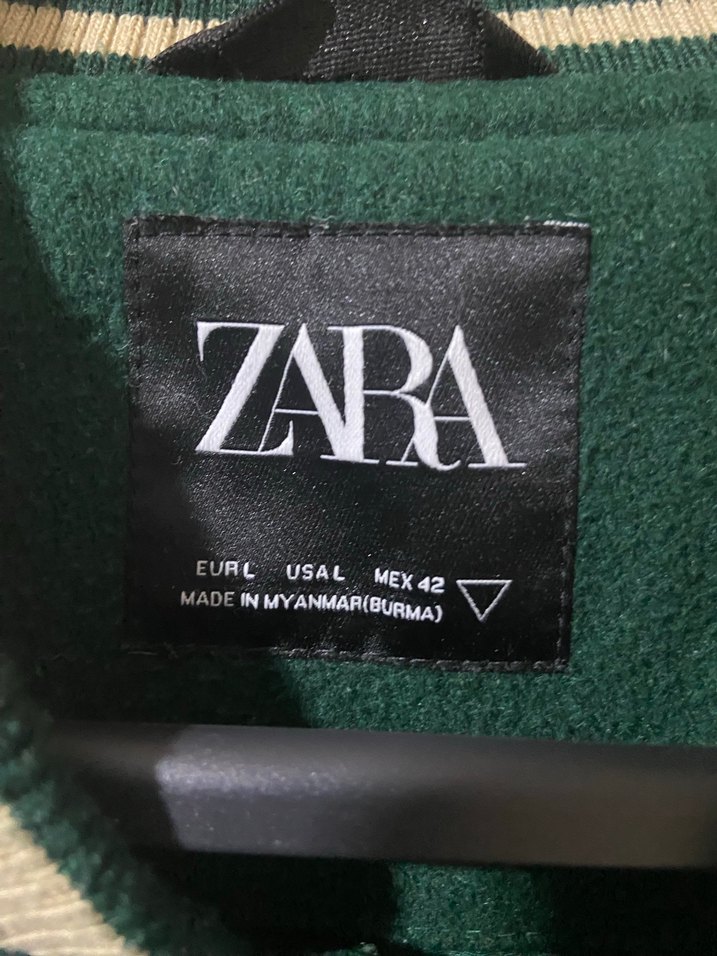 ZARA
EUR L USA L MEX 42
MADE IN MYANMAR(BURMA)